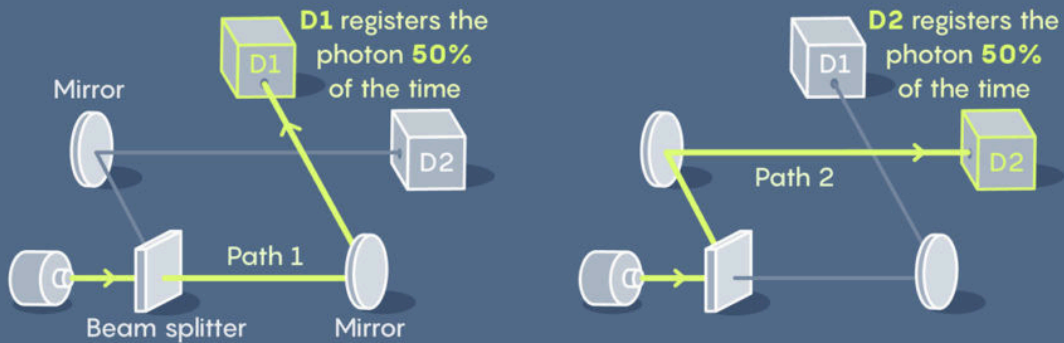 D1 registers the
photon 50%
of the time
D1
Mirror
D2
Path 1
Beam splitter
Mirror
D2 registers the
photon 50%
of the time
D1
D2
Path 2